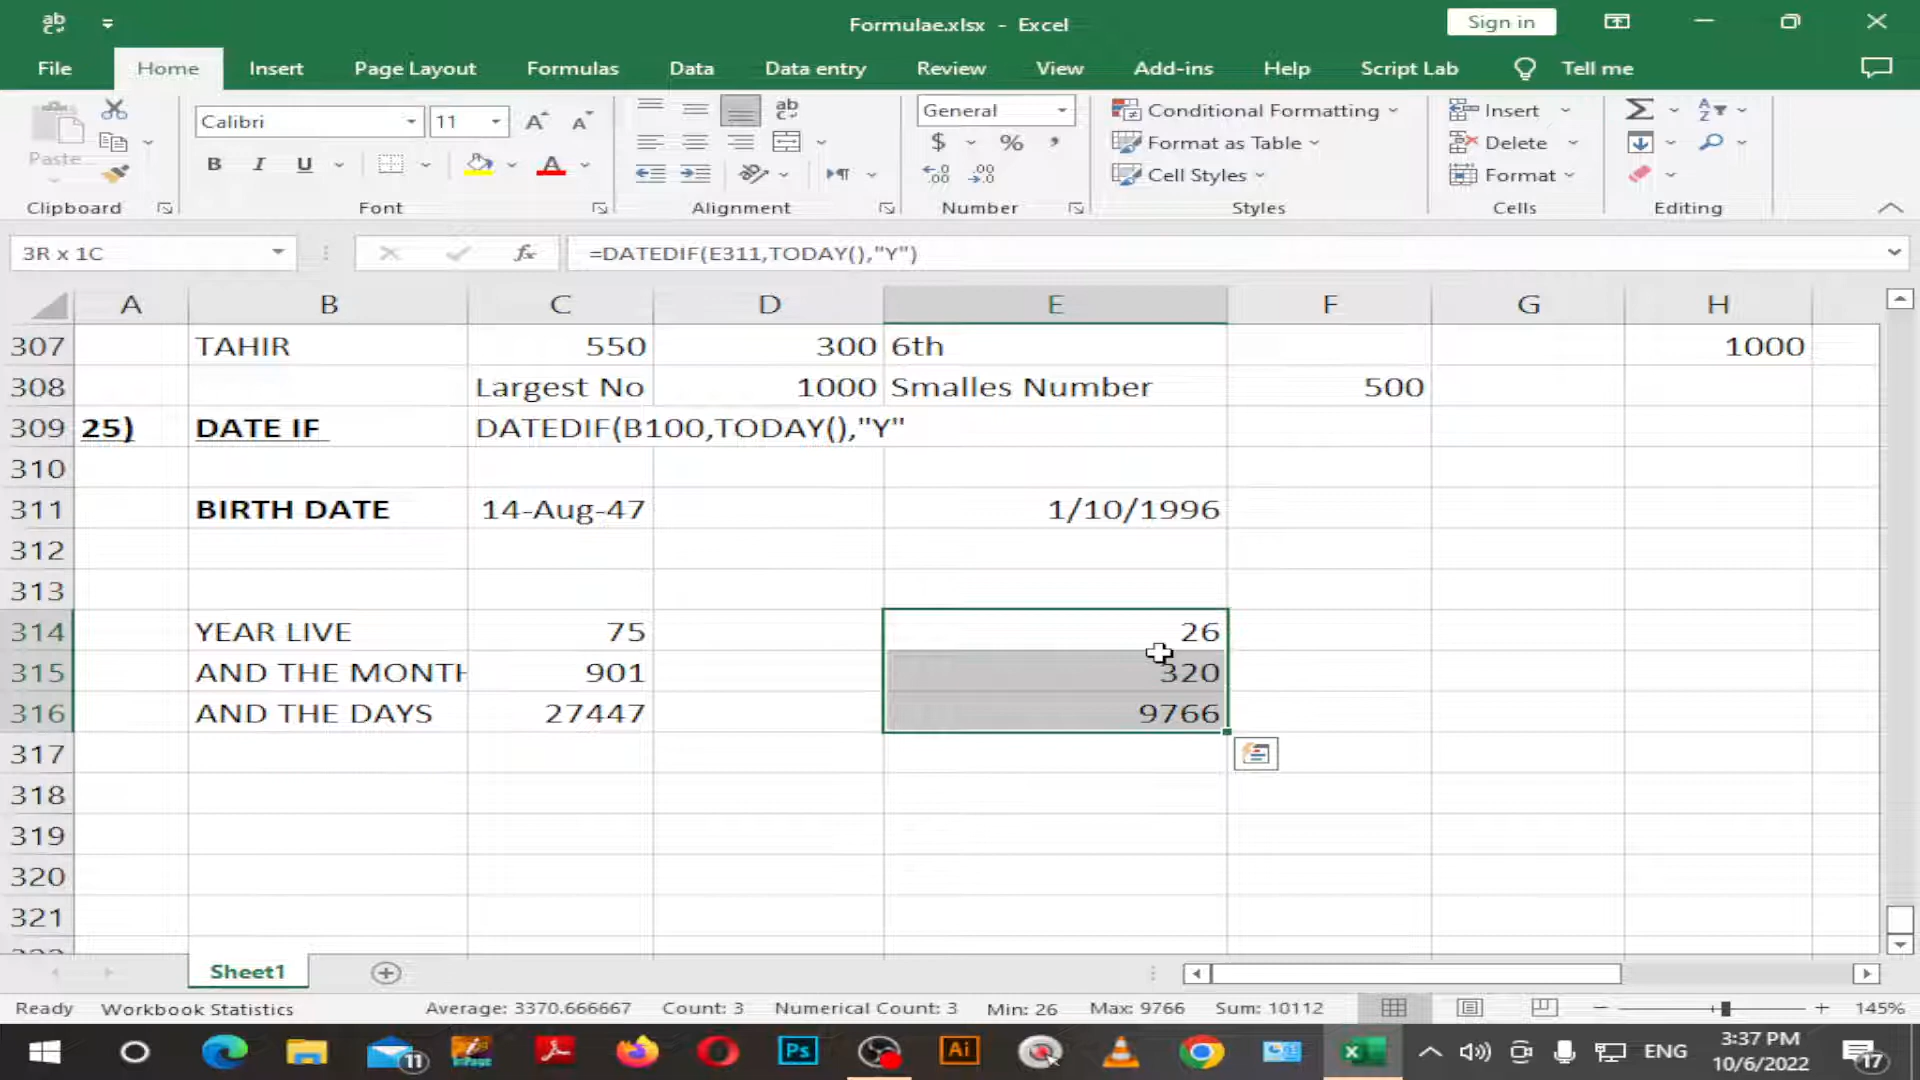 Formulae.xlsx - Excel
Sign in
File Home Insert Page Layout Formulas Data Data entry Review View Add-ins Help Script Lab Tell me
Paste
Calibri 11
General
Conditional Formatting
Format as Table
Cell Styles
Insert
Delete
Format
Clipboard Font Alignment Number Styles Cells Editing
3R x 1C
=DATEDIF(E311,TODAY(),"Y")
A B C D E F G H
307 TAHIR 550 300 6th 1000
308 Largest No 1000 Smalles Number 500
309 25) DATE IF DATEDIF(B100,TODAY(),"Y"
310
311 BIRTH DATE 14-Aug-47 1/10/1996
312
313
314 YEAR LIVE 75 26
315 AND THE MONTH 901 320
316 AND THE DAYS 27447 9766
317
318
319
320
321
Sheet1
Ready Workbook Statistics Average: 3370.666667 Count: 3 Numerical Count: 3 Min: 26 Max: 9766 Sum: 10112 145%
11
Ps
Ai
ENG
3:37 PM
10/6/2022
17